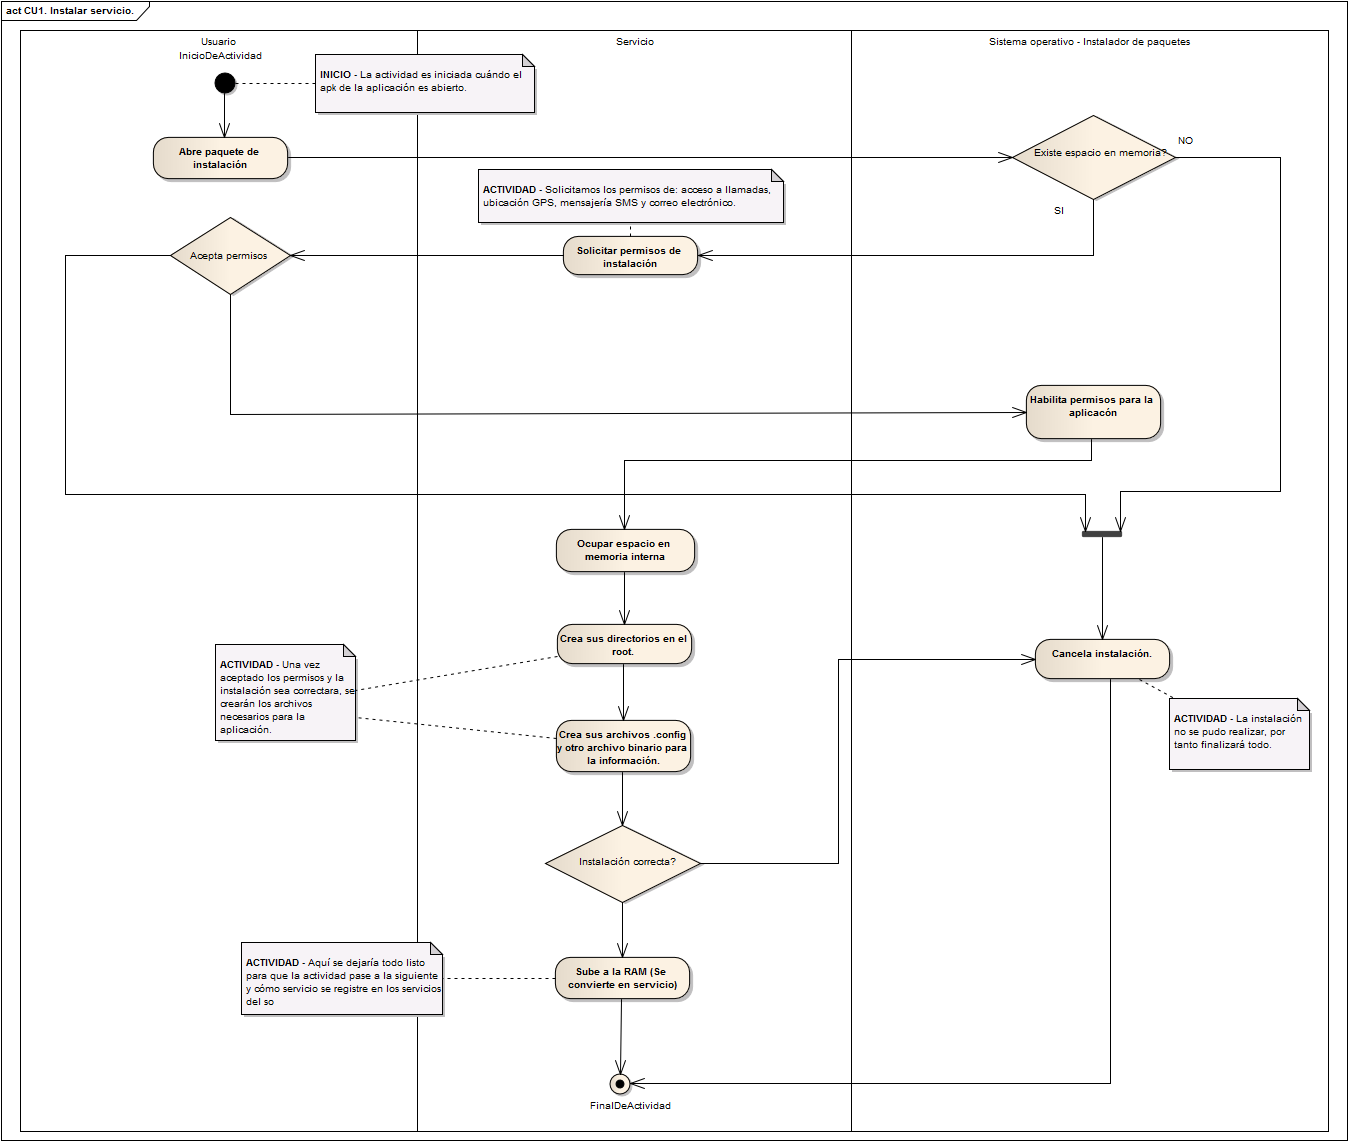 act CU1. Instalar servicio.
Usuario
Servicio
Sistema operativo - Instalador de paquetes
InicioDeActividad
INICIO - La actividad es iniciada cuándo el
apk de la aplicación es abierto.
Abre paquete de
instalación
Existe espacio en memoria?
NO
SI
ACTIVIDAD - Solicitamos los permisos de: acceso a llamadas,
ubicación GPS, mensajería SMS y correo electrónico.
Solicitar permisos de
instalación
Acepta permisos
Habilita permisos para la
aplicacón
Ocupar espacio en
memoria interna
Crea sus directorios en el
root.
ACTIVIDAD - Una vez
aceptado los permisos y la
instalación sea correctara, se
crearán los archivos
necesarios para la
aplicación.
Cancela instalación.
ACTIVIDAD - La instalación
no se pudo realizar, por
tanto finalizará todo.
Crea sus archivos .config
y otro archivo binario para
la información.
Instalación correcta?
ACTIVIDAD - Aquí se dejaría todo listo
para que la actividad pase a la siguiente
y cómo servicio se registre en los servicios
del so
Sube a la RAM (Se
convierte en servicio)
FinalDeActividad